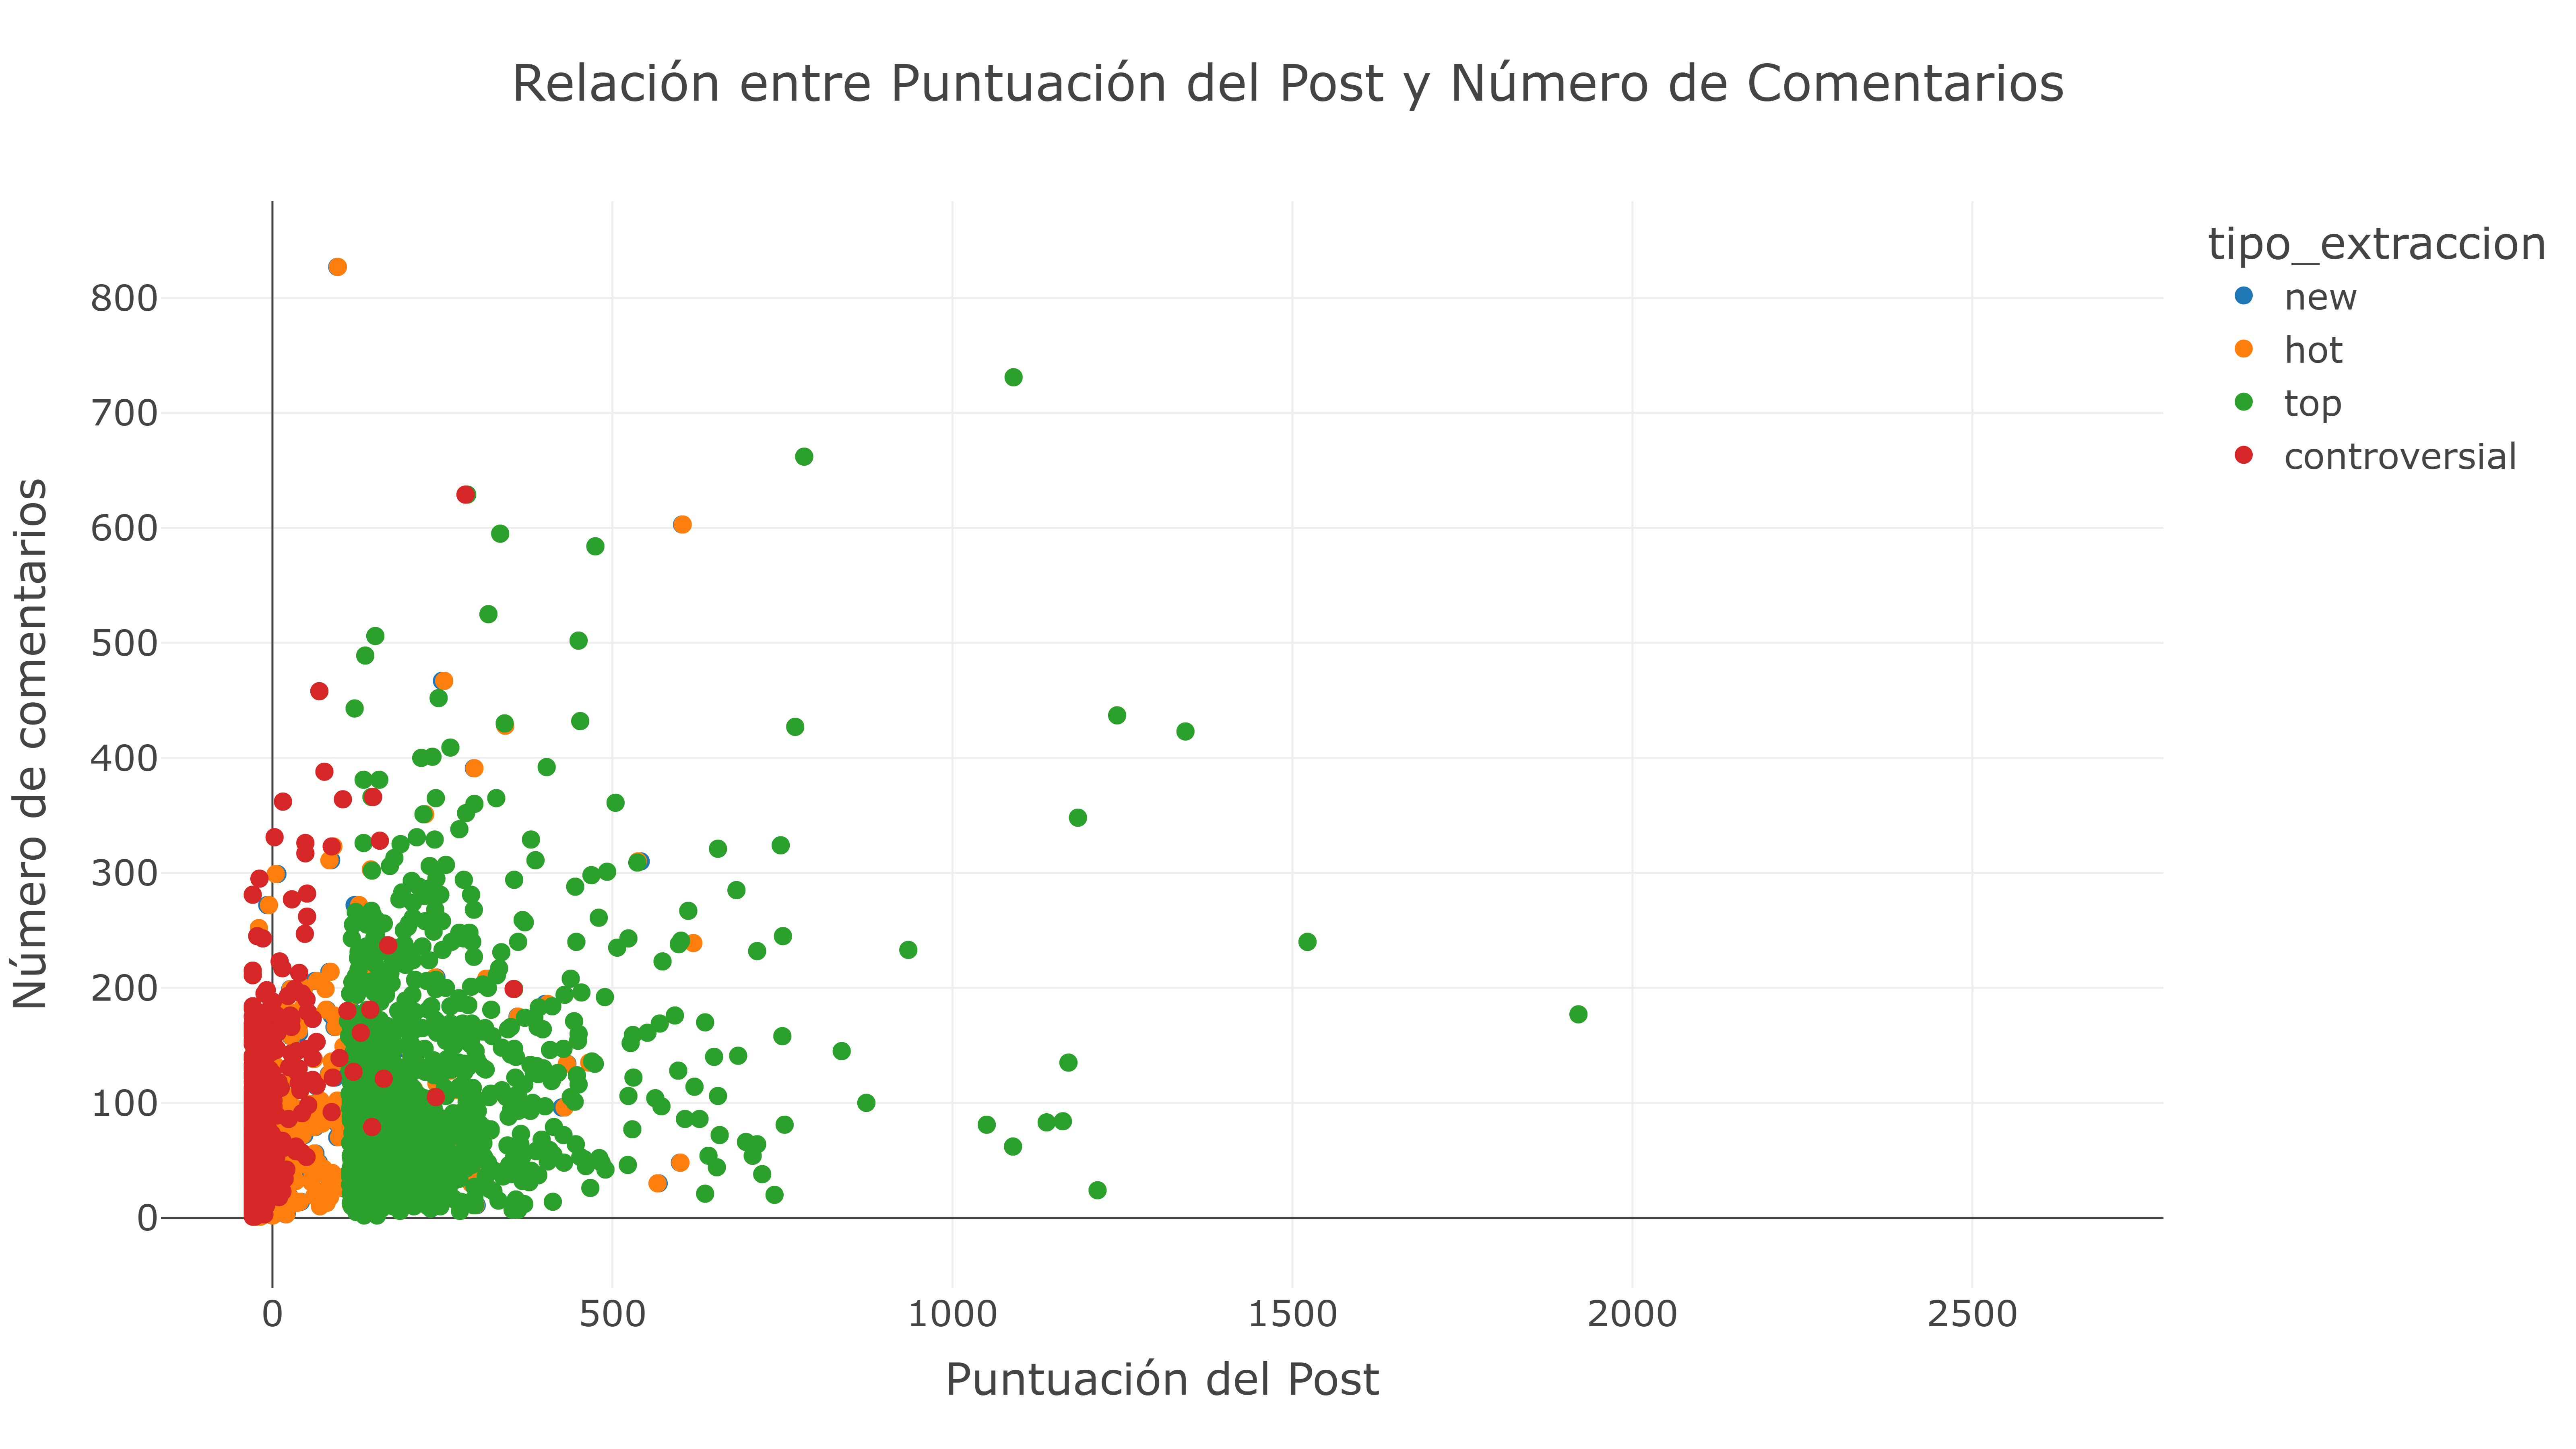 Relación entre Puntuación del Post y Número de Comentarios
tipo_extraccion
new
hot
top
controversial
Número de comentarios
800
700
600
500
400
300
200
100
0
0 500 1000 1500 2000 2500
Puntuación del Post